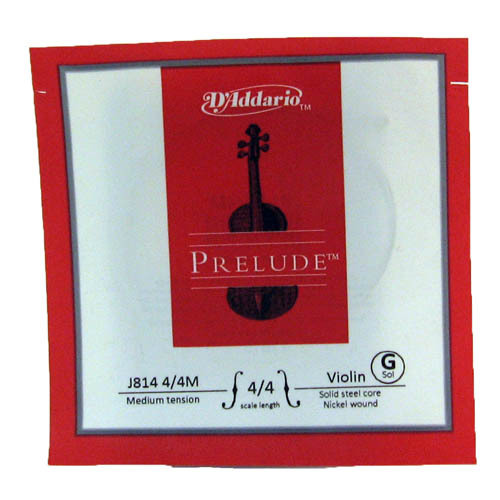 D'Addario™
PRELUDE™
J814 4/4M
Medium tension
4/4
scale length
Violin
Solid steel core
Nickel wound
G
Sol